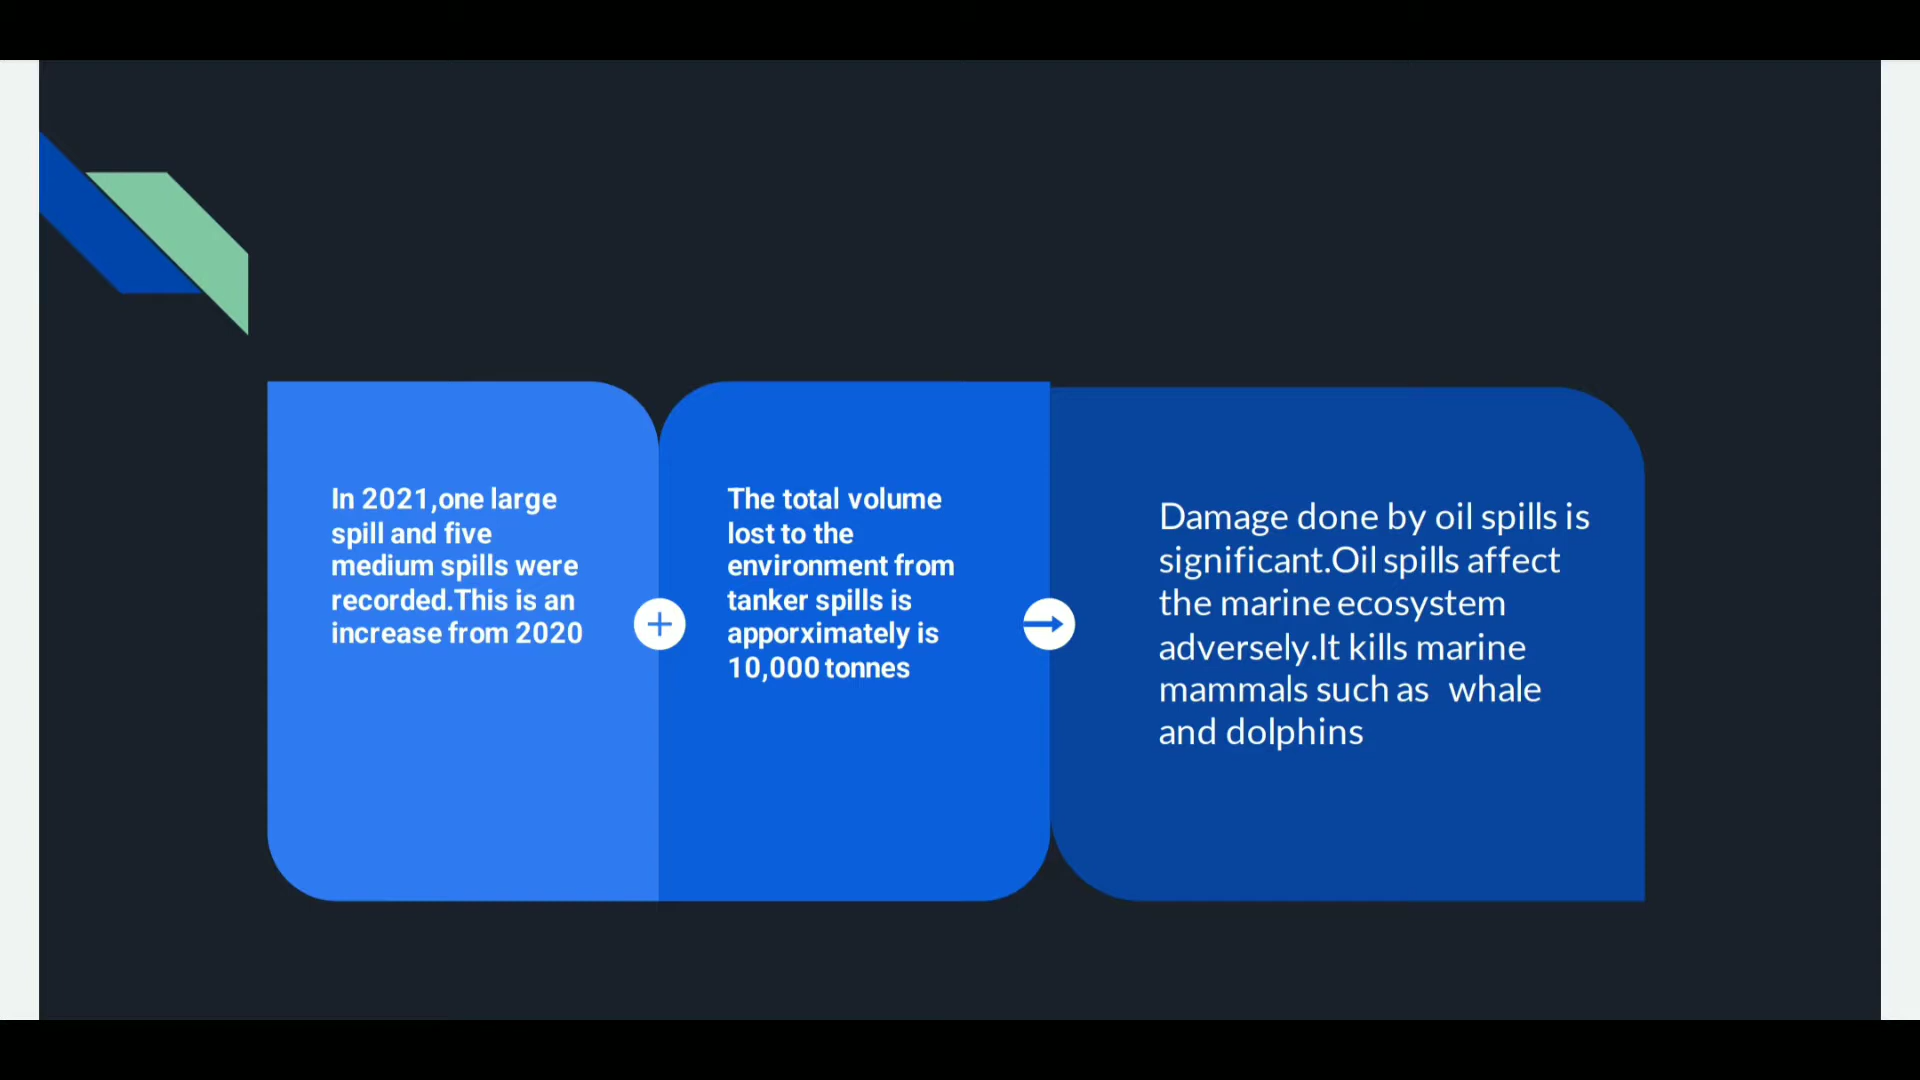 In 2021,one large
spill and five
medium spills were
recorded.This is an
increase from 2020
The total volume
lost to the
environment from
tanker spills is
apporximately is
10,000 tonnes
Damage done by oil spills is
significant.Oil spills affect
the marine ecosystem
adversely.It kills marine
mammals such as whale
and dolphins